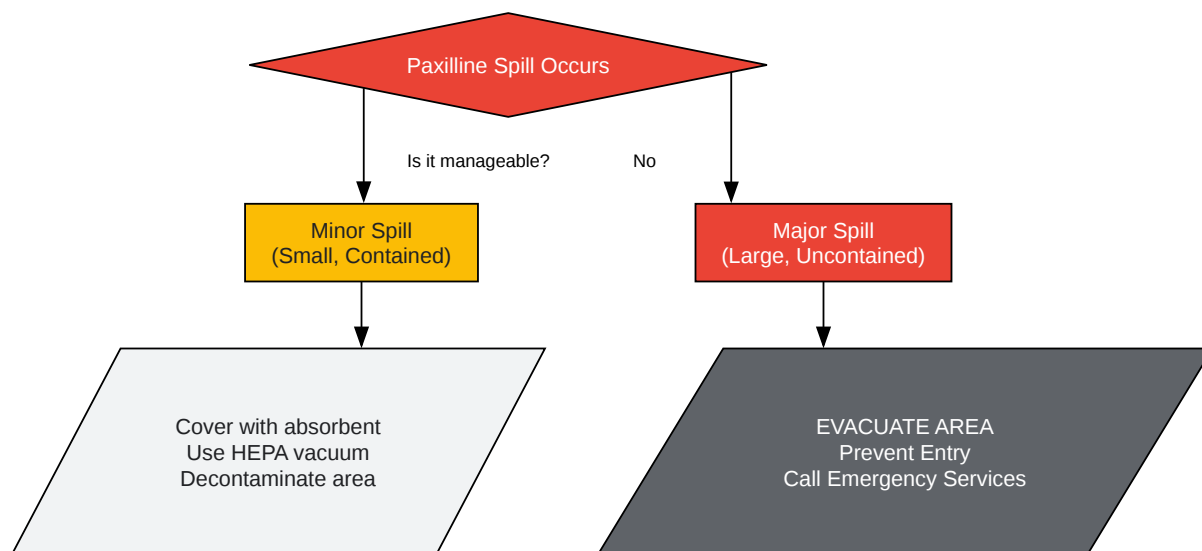 Paxilline Spill Occurs
Is it manageable?
No
Minor Spill
(Small, Contained)
Major Spill
(Large, Uncontained)
Cover with absorbent
Use HEPA vacuum
Decontaminate area
EVACUATE AREA
Prevent Entry
Call Emergency Services